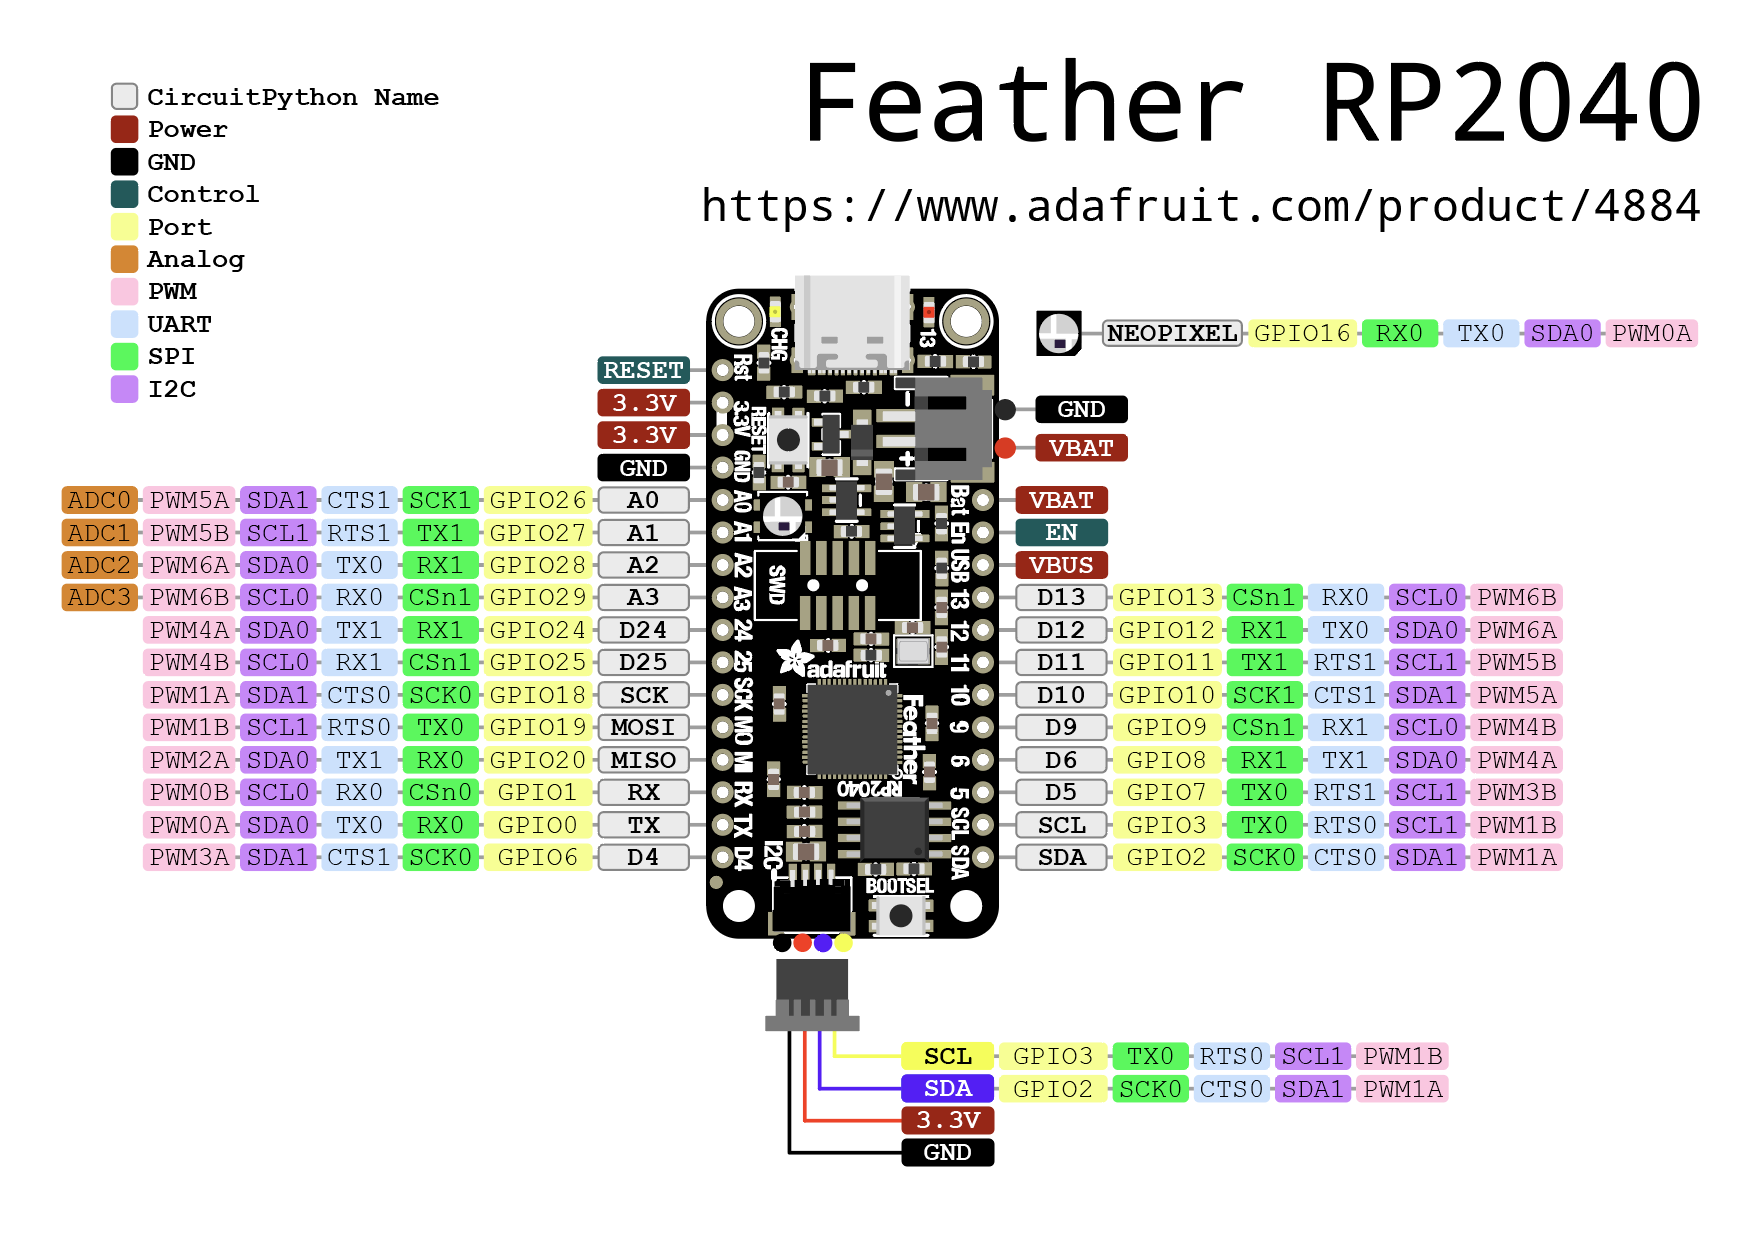 Feather RP2040
https://www.adafruit.com/product/4884
CircuitPython Name
Power
GND
Control
Port
Analog
PWM
UART
SPI
I2C
NEOPIXEL GPIO16 RX0 TX0 SDA0 PWM0A
GND
VBAT
RESET
3.3V
3.3V
GND
ADC0 PWM5A SDA1 CTS1 SCK1 GPIO26 A0
ADC1 PWM5B SCL1 RTS1 TX1 GPIO27 A1
ADC2 PWM6A SDA0 TX0 RX1 GPIO28 A2
ADC3 PWM6B SCL0 RX0 CSn1 GPIO29 A3
PWM4A SDA0 TX1 RX1 GPIO24 D24
PWM4B SCL0 RX1 CSn1 GPIO25 D25
PWM1A SDA1 CTS0 SCK0 GPIO18 SCK
PWM1B SCL1 RTS0 TX0 GPIO19 MOSI
PWM2A SDA0 TX1 RX0 GPIO20 MISO
PWM0B SCL0 RX0 CSn0 GPIO1 RX
PWM0A SDA0 TX0 RX0 GPIO0 TX
PWM3A SDA1 CTS1 SCK0 GPIO6 D4
CHG
13
Rst
3.3V
GND
A0
A1
A2
A3
24
25
SCK
MO
MI
RX
TX
D4
RESET
SWD
adafruit
Feather
RP2040
I2C
BOOTSEL
-
+
Bat
En
USB
13
12
11
10
9
6
5
SCL
SDA
VBAT
EN
VBUS
D13 GPIO13 CSn1 RX0 SCL0 PWM6B
D12 GPIO12 RX1 TX0 SDA0 PWM6A
D11 GPIO11 TX1 RTS1 SCL1 PWM5B
D10 GPIO10 SCK1 CTS1 SDA1 PWM5A
D9 GPIO9 CSn1 RX1 SCL0 PWM4B
D6 GPIO8 RX1 TX1 SDA0 PWM4A
D5 GPIO7 TX0 RTS1 SCL1 PWM3B
SCL GPIO3 TX0 RTS0 SCL1 PWM1B
SDA GPIO2 SCK0 CTS0 SDA1 PWM1A
SCL GPIO3 TX0 RTS0 SCL1 PWM1B
SDA GPIO2 SCK0 CTS0 SDA1 PWM1A
3.3V
GND